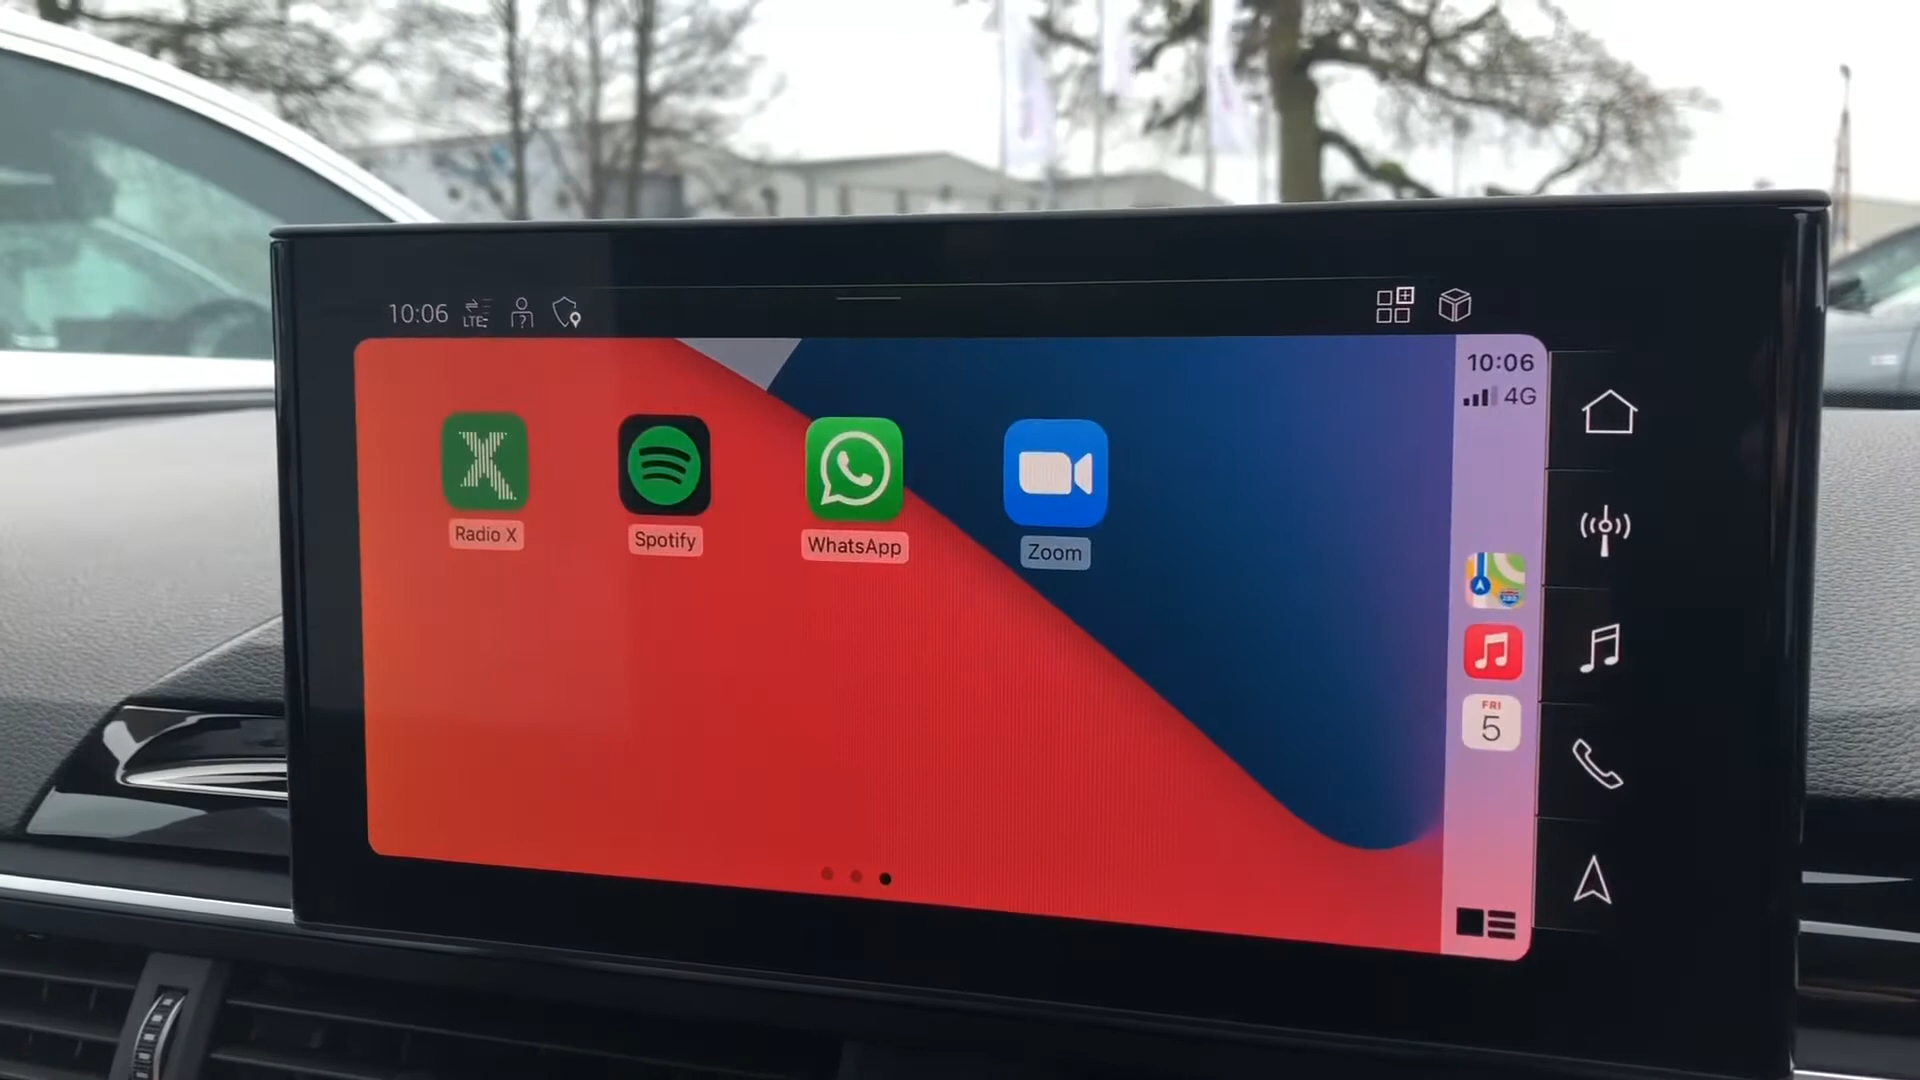 10:06 LTE
10:06
4G
Radio X
Spotify
WhatsApp
Zoom
FRI
5